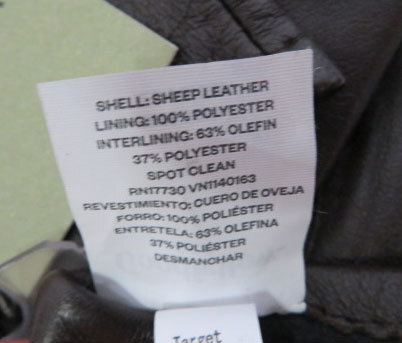 SHELL: SHEEP LEATHER
LINING: 100% POLYESTER
INTERLINING: 63% OLEFIN
37% POLYESTER
SPOT CLEAN
RN17730 VN1140163
REVESTIMIENTO: CUERO DE OVEJA
FORRO: 100% POLIÉSTER
ENTRETELA: 63% OLEFINA
37% POLIÉSTER
DESMANCHAR
Target